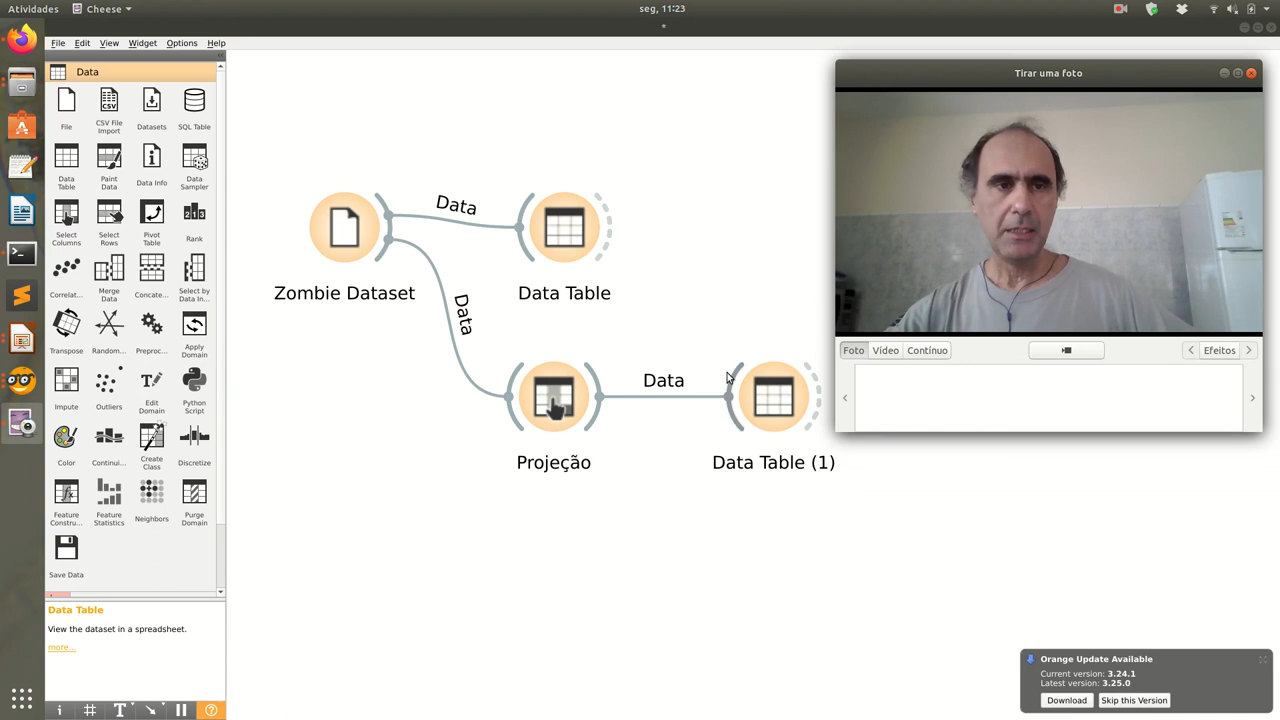 Atividades
Cheese
seg, 11:23
File Edit View Widget Options Help
Data
File
CSV File
Import
Datasets
SQL Table
Data
Table
Paint
Data
Data Info
Data
Sampler
Select
Columns
Select
Rows
Pivot
Table
Rank
Correlat...
Merge
Data
Concate...
Select by
Data In...
Transpose
Random...
Preproc...
Apply
Domain
Impute
Outliers
Edit
Domain
Python
Script
Color
Continui...
Create
Class
Discretize
Feature
Constru...
Feature
Statistics
Neighbors
Purge
Domain
Save Data
Data Table
View the dataset in a spreadsheet.
more...
Data
Zombie Dataset
Data Table
Data
Data
Projeção
Data Table (1)
Tirar uma foto
Foto Vídeo Contínuo
Efeitos
Orange Update Available
Current version: 3.24.1
Latest version: 3.25.0
Download
Skip this Version